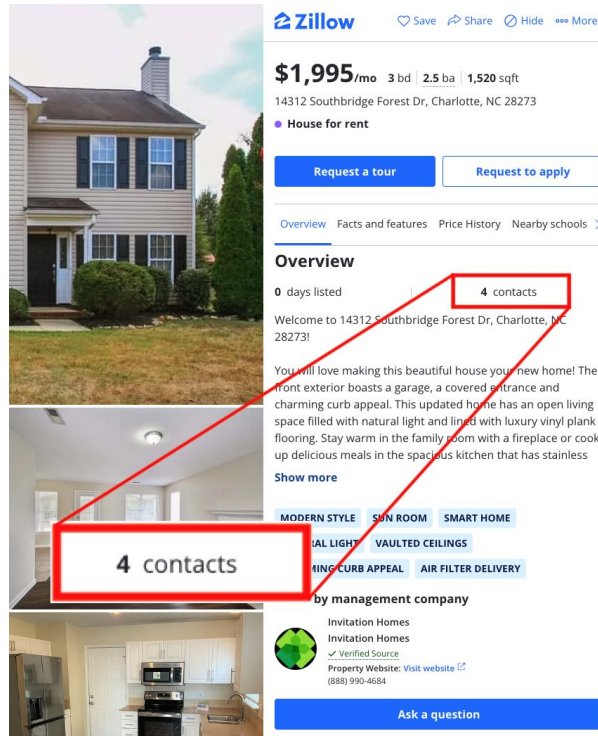 Zillow
Save Share Hide More
$1,995/mo 3 bd 2.5 ba 1,520 sqft
14312 Southbridge Forest Dr, Charlotte, NC 28273
House for rent
Request a tour Request to apply
Overview Facts and features Price History Nearby schools
Overview
0 days listed 4 contacts
Welcome to 14312 Southbridge Forest Dr, Charlotte, NC
28273!
You will love making this beautiful house your new home! The
front exterior boasts a garage, a covered entrance and
charming curb appeal. This updated home has an open living
space filled with natural light and lined with luxury vinyl plank
flooring. Stay warm in the family room with a fireplace or cook
up delicious meals in the spacious kitchen that has stainless
Show more
MODERN STYLE SUN ROOM SMART HOME
RAL LIGHT VAULTED CEILINGS
4 contacts
MING CURB APPEAL AIR FILTER DELIVERY
by management company
Invitation Homes
Invitation Homes
✓ Verified Source
Property Website: Visit website
(888) 990-4684
Ask a question